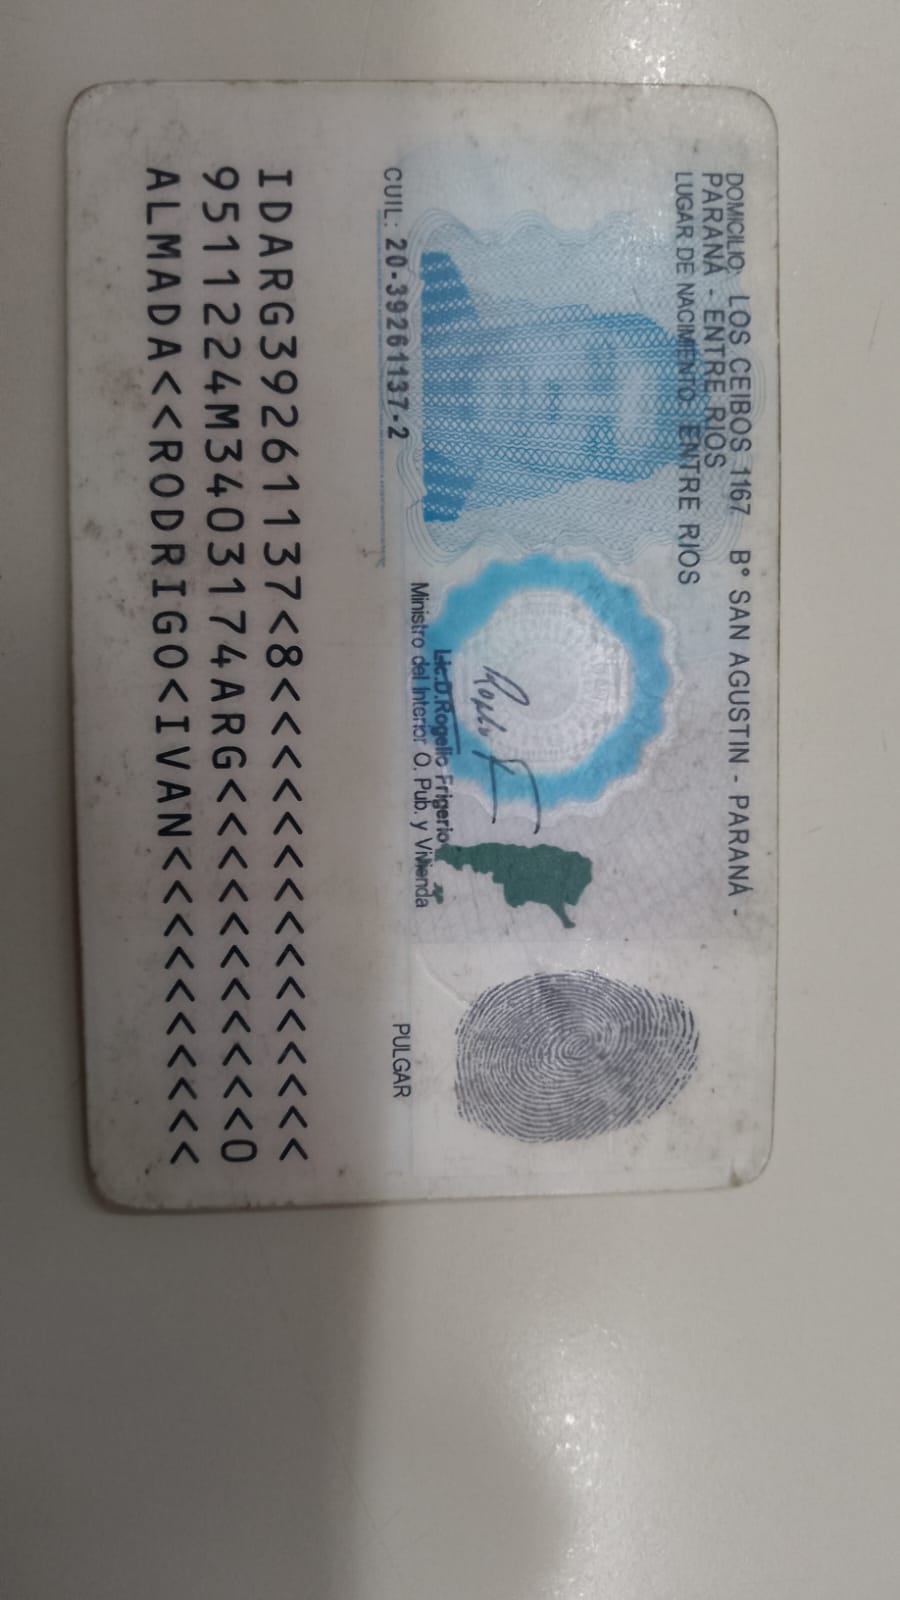 DOMICILIO: LOS CEIBOS 1167 B° SAN AGUSTIN - PARANÁ -
PARANÁ - ENTRE RIOS
LUGAR DE NACIMIENTO: ENTRE RIOS
Lic.D.Rogelio Frigerio
Ministro del Interior O. Pub. y Vivienda
CUIL: 20-39261137-2
PULGAR
IDARG39261137<8<<<<<<<<<<<<<<<
9511224M3403174ARG<<<<<<<<<<<0
ALMADA<<RODRIGO<IVAN<<<<<<<<<<